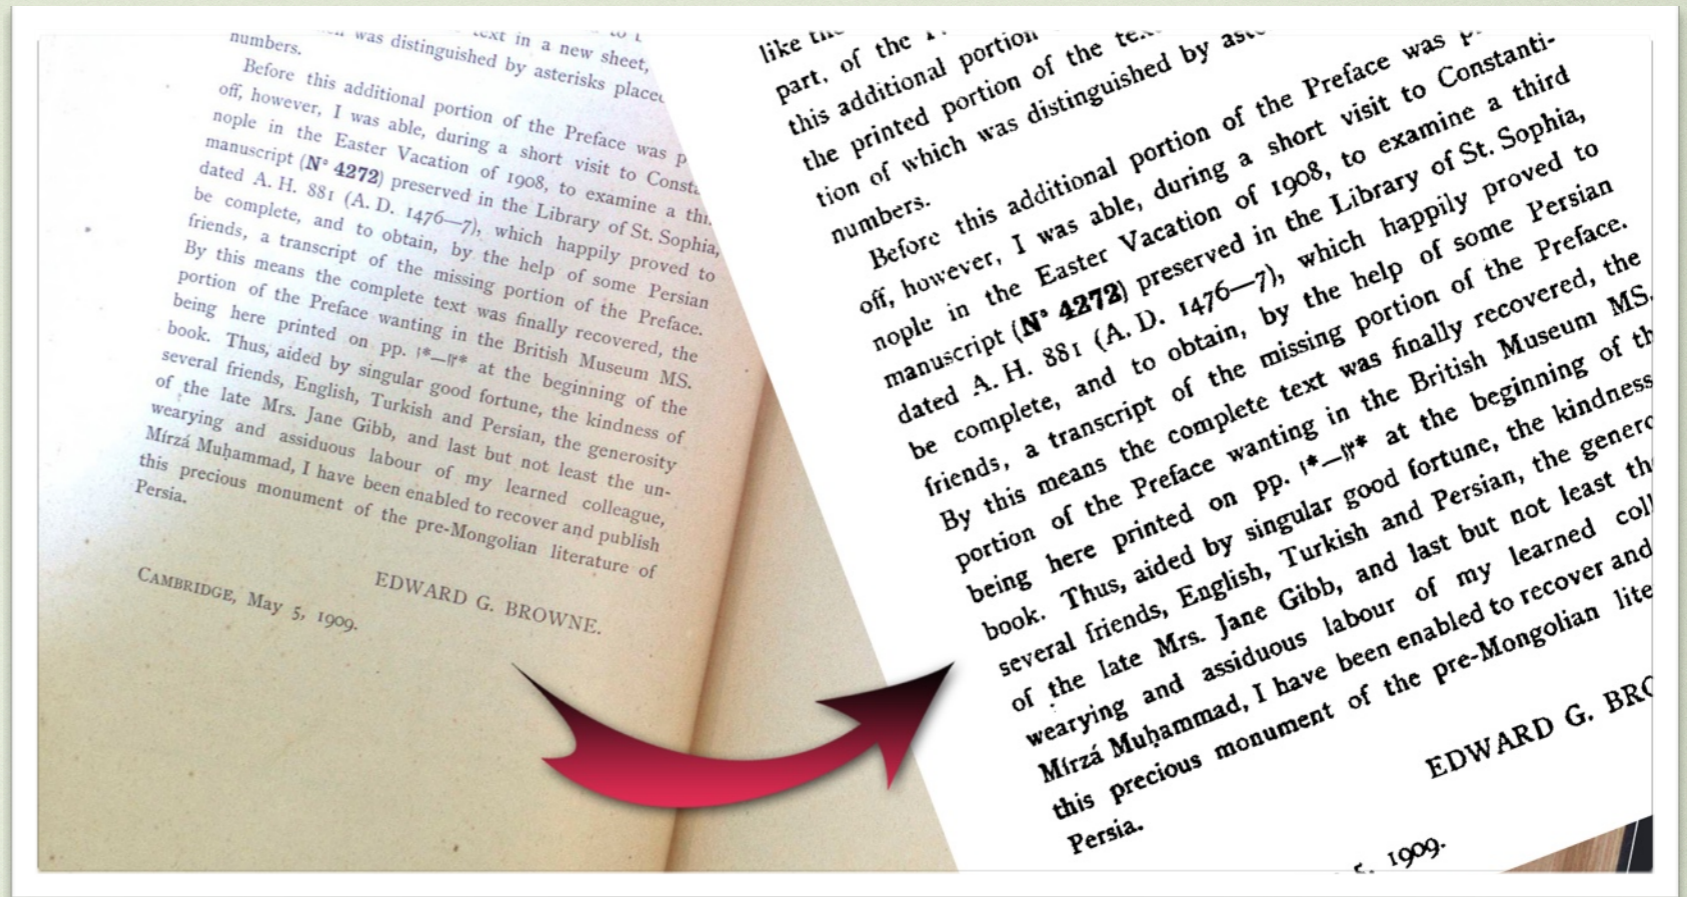 text in a new sheet,
was distinguished by asterisks
numbers.
Before this additional portion of the Preface was
off, however, I was able, during a short visit to
nople in the Easter Vacation of 1908, to examine a
manuscript (N° 4272) preserved in the Library of St. Sophia,
dated A. H. 881 (A. D. 1476—7), which happily proved to
be complete, and to obtain, by the help of some Persian
friends, a transcript of the missing portion of the Preface.
By this means the complete text was finally recovered, the
portion of the Preface wanting in the British Museum MS.
being here printed on pp. at the beginning of the
book. Thus, aided by singular good fortune, the kindness of
several friends, English, Turkish and Persian, the generosity
of the late Mrs. Jane Gibb, and last but not least the un-
wearying and assiduous labour of my learned colleague,
Mírzá Muḥammad, I have been enabled to recover and publish
this precious monument of the pre-Mongolian literature of
Persia.
EDWARD G. BROWNE.
CAMBRIDGE, May 5, 1909.
like
part, of the
this additional portion
the printed portion of the
tion of which was distinguished by
numbers.
Before this additional portion of the Preface was
off, however, I was able, during a short visit to Constanti-
nople in the Easter Vacation of 1908, to examine a third
manuscript (N° 4272) preserved in the Library of St. Sophia,
dated A. H. 881 (A. D. 1476—7), which happily proved to
be complete, and to obtain, by the help of some Persian
friends, a transcript of the missing portion of the Preface.
By this means the complete text was finally recovered, the
portion of the Preface wanting in the British Museum MS.
being here printed on pp. at the beginning of
book. Thus, aided by singular good fortune, the kindness
several friends, English, Turkish and Persian, the
of the late Mrs. Jane Gibb, and last but not least
wearying and assiduous labour of my learned
Mírzá Muḥammad, I have been enabled to recover and
this precious monument of the pre-Mongolian
Persia.
EDWARD G.
1909.